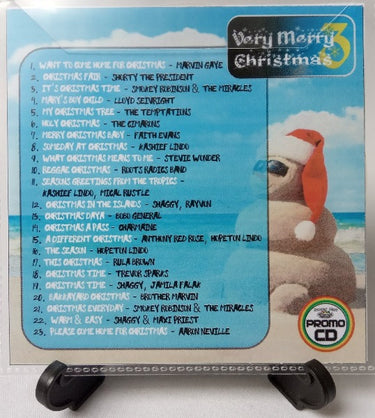 Very Merry
Christmas 3
1. WANT TO COME HOME FOR CHRISTMAS - MARVIN GAYE
2. CHRISTMAS FAIR - SHORTY THE PRESIDENT
3. IT'S CHRISTMAS TIME - SMOKEY ROBINSON & THE MIRACLES
4. MARY'S BOY CHILD - LLOYD SEIVRIGHT
5. MY CHRISTMAS TREE - THE TEMPTATIONS
6. HOLY CHRISTMAS - THE CIMARONS
7. MERRY CHRISTMAS BABY - FAITH EVANS
8. SOMEDAY AT CHRISTMAS - KASHIEF LINDO
9. WHAT CHRISTMAS MEANS TO ME - STEVIE WONDER
10. REGGAE CHRISTMAS - ROOTS RADICS BAND
11. SEASONS GREETINGS FROM THE TROPICS -
KASHIEF LINDO, MICAL RUSTLE
12. CHRISTMAS IN THE ISLANDS - SHAGGY, RAYVON
13. CHRISTMAS DAYA - BOBO GENERAL
14. CHRISTMAS A PASS - CHARMAINE
15. A DIFFERENT CHRISTMAS - ANTHONY RED ROSE, HOPETON LINDO
16. THE SEASON - HOPETON LINDO
17. THIS CHRISTMAS - RULA BROWN
18. CHRISTMAS TIME - TREVOR SPARKS
19. CHRISTMAS TIME - SHAGGY, JAMILA FALAK
20. BAKKAYARD CHRISTMAS - BROTHER MARVIN
21. CHRISTMAS EVERYDAY - SMOKEY ROBINSON & THE MIRACLES
22. WARM & EASY - SHAGGY & MAXI PRIEST
23. PLEASE COME HOME FOR CHRISTMAS - AARON NEVILLE
PROMO
CD